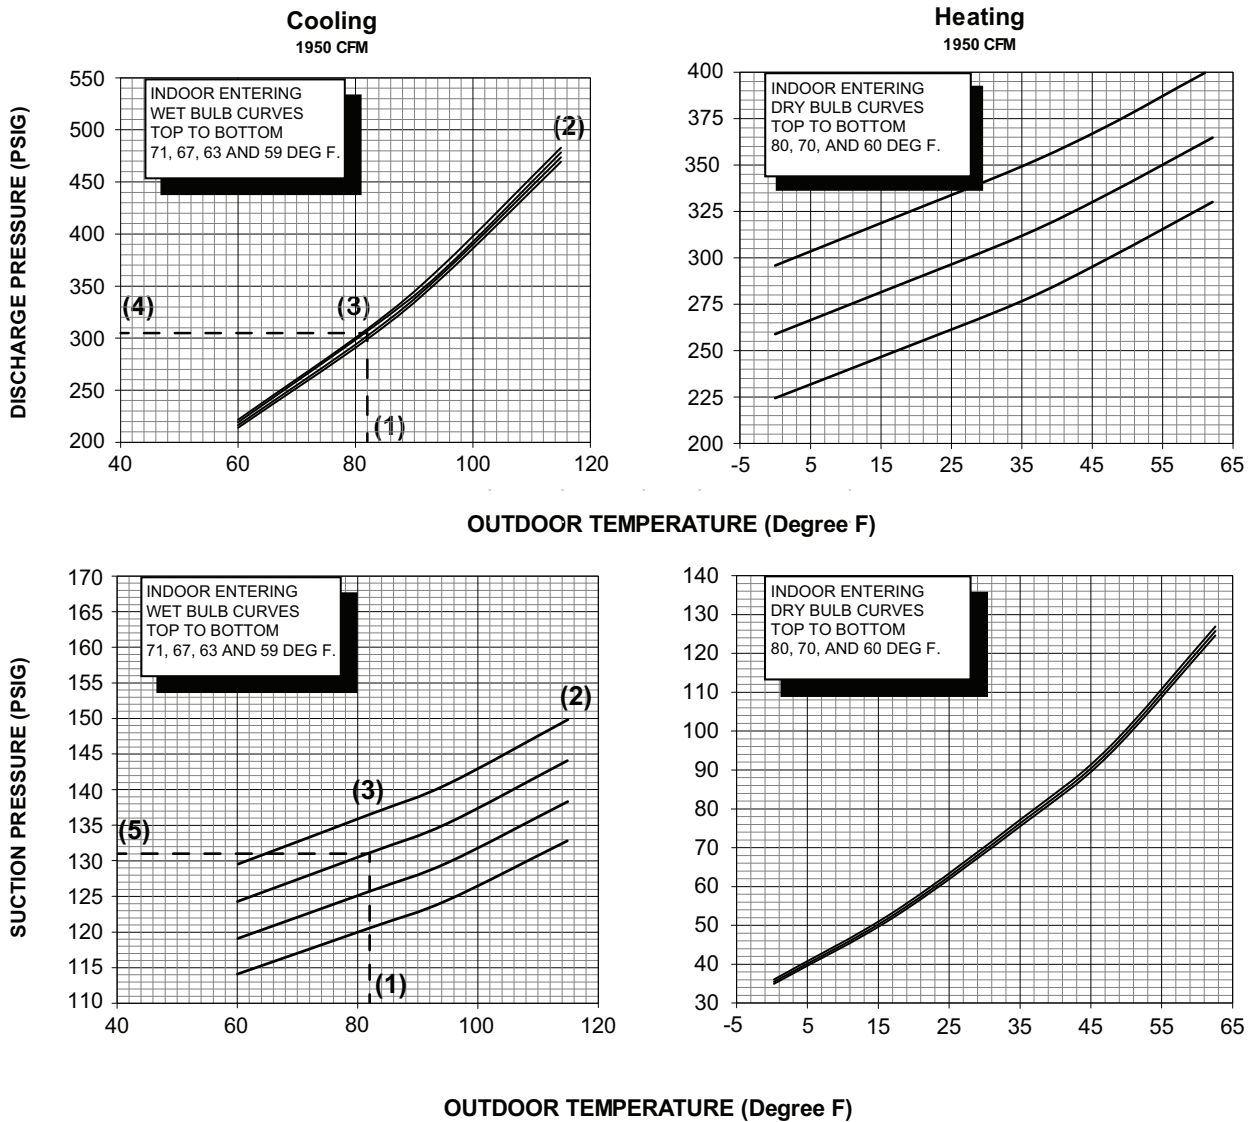 Cooling
1950 CFM
Heating
1950 CFM
DISCHARGE PRESSURE (PSIG)
550
500
450
400
350
300
250
200
INDOOR ENTERING
WET BULB CURVES
TOP TO BOTTOM
71, 67, 63 AND 59 DEG F.
(2)
(3)
(4)
(1)
40 60 80 100 120
400
375
350
325
300
275
250
225
200
INDOOR ENTERING
DRY BULB CURVES
TOP TO BOTTOM
80, 70, AND 60 DEG F.
-5 5 15 25 35 45 55 65
OUTDOOR TEMPERATURE (Degree F)
SUCTION PRESSURE (PSIG)
170
165
160
155
150
145
140
135
130
125
120
115
110
INDOOR ENTERING
WET BULB CURVES
TOP TO BOTTOM
71, 67, 63 AND 59 DEG F.
(2)
(3)
(5)
(1)
40 60 80 100 120
140
130
120
110
100
90
80
70
60
50
40
30
INDOOR ENTERING
DRY BULB CURVES
TOP TO BOTTOM
80, 70, AND 60 DEG F.
-5 5 15 25 35 45 55 65
OUTDOOR TEMPERATURE (Degree F)